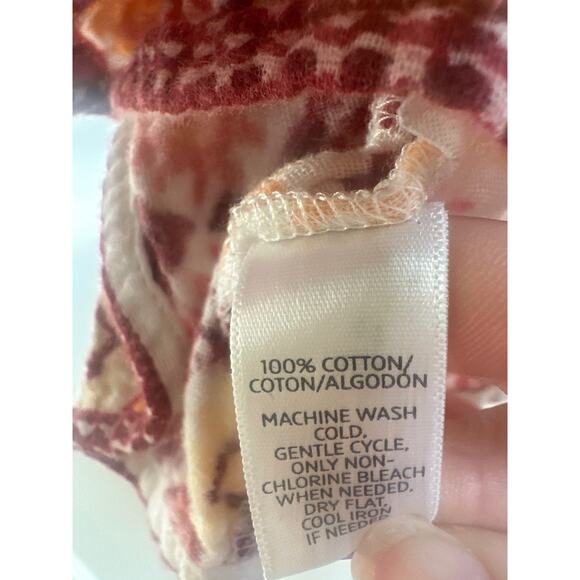 100% COTTON/
COTON/ALGODÓN
MACHINE WASH
COLD,
GENTLE CYCLE,
ONLY NON-
CHLORINE BLEACH
WHEN NEEDED.
DRY FLAT,
COOL IRON
IF NEEDED